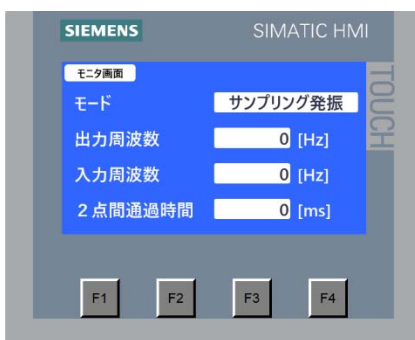 SIEMENS SIMATIC HMI
モニタ画面
TOUCH
モード サンプリング発振
出力周波数 0 [Hz]
入力周波数 0 [Hz]
２点間通過時間 0 [ms]
F1 F2 F3 F4